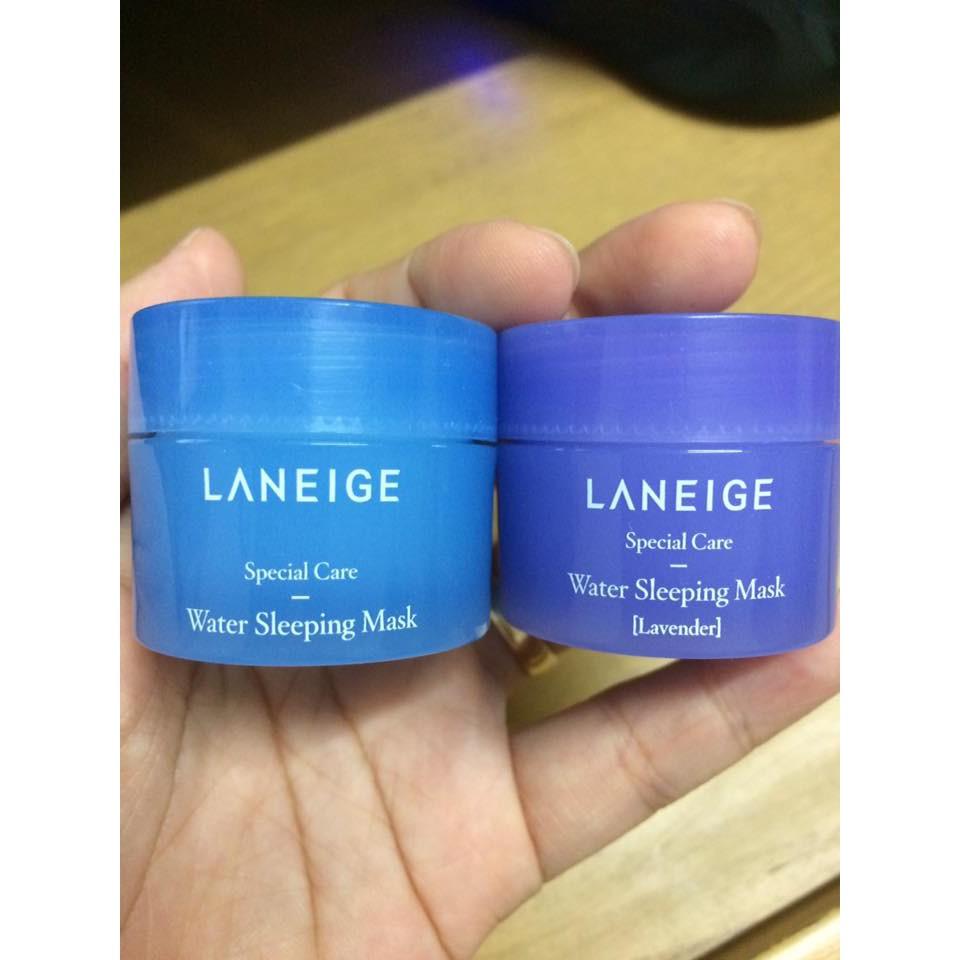 LANEIGE
Special Care
Water Sleeping Mask
LANEIGE
Special Care
Water Sleeping Mask
[Lavender]